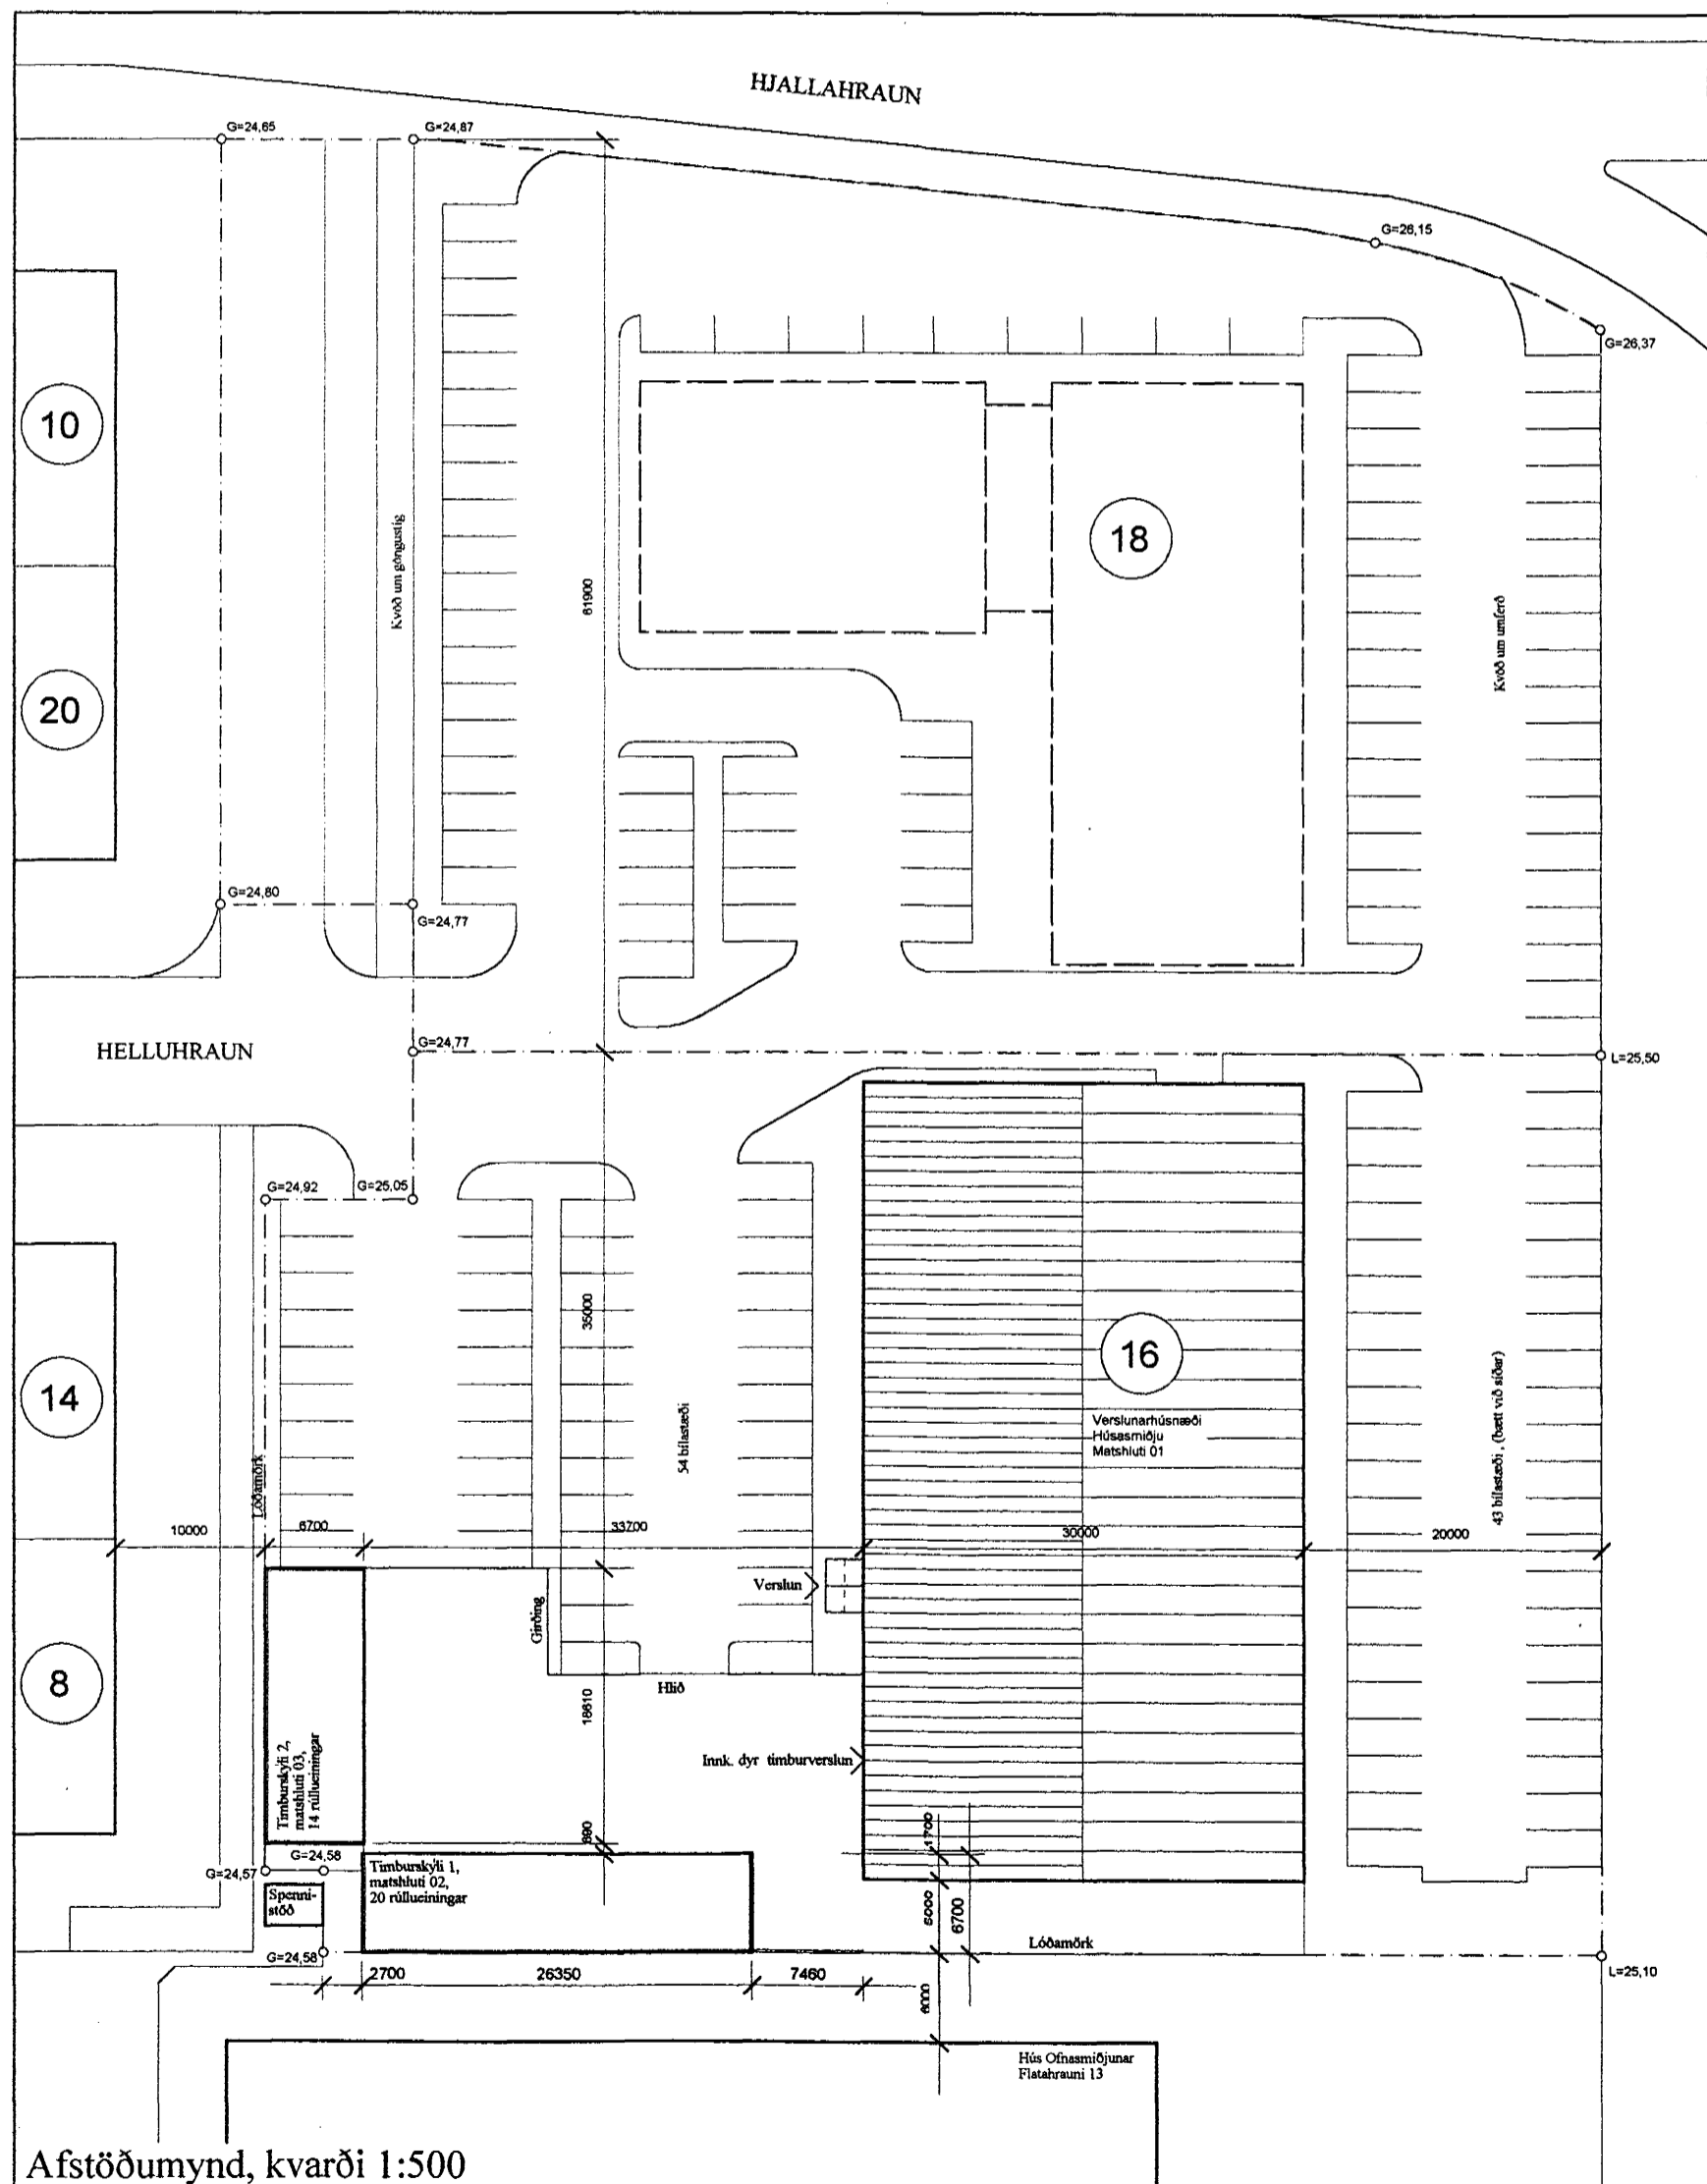 HJALLAHRAUN
G=24,65
G=24,87
G=26,15
G=26,37
10
18
Kvöð um göngustíg
61900
Kvöð um umferð
20
G=24,80
G=24,77
HELLUHRAUN
G=24,77
L=25,50
G=24,92
G=25,05
35000
16
14
Verslunarhúsnæði
Húsasmiðju
Matshluti 01
54 bílastæði
43 bílastæði , (bætt við síðar)
Lóðamörk
10000
6700
33700
30000
20000
Verslun
Girðing
8
Hlið
18610
Innk. dyr timburverslun
Timburskýli 2,
matshluti 03,
14 rúllueiningar
690
1700
G=24,58
G=24,57
Timburskýli 1,
matshluti 02,
20 rúllueiningar
Spenni-
stöð
5000
6700
Lóðamörk
G=24,58
L=25,10
2700
26350
7460
6000
Hús Ofnasmiðjunar
Flatahrauni 13
Afstöðumynd, kvarði 1:500